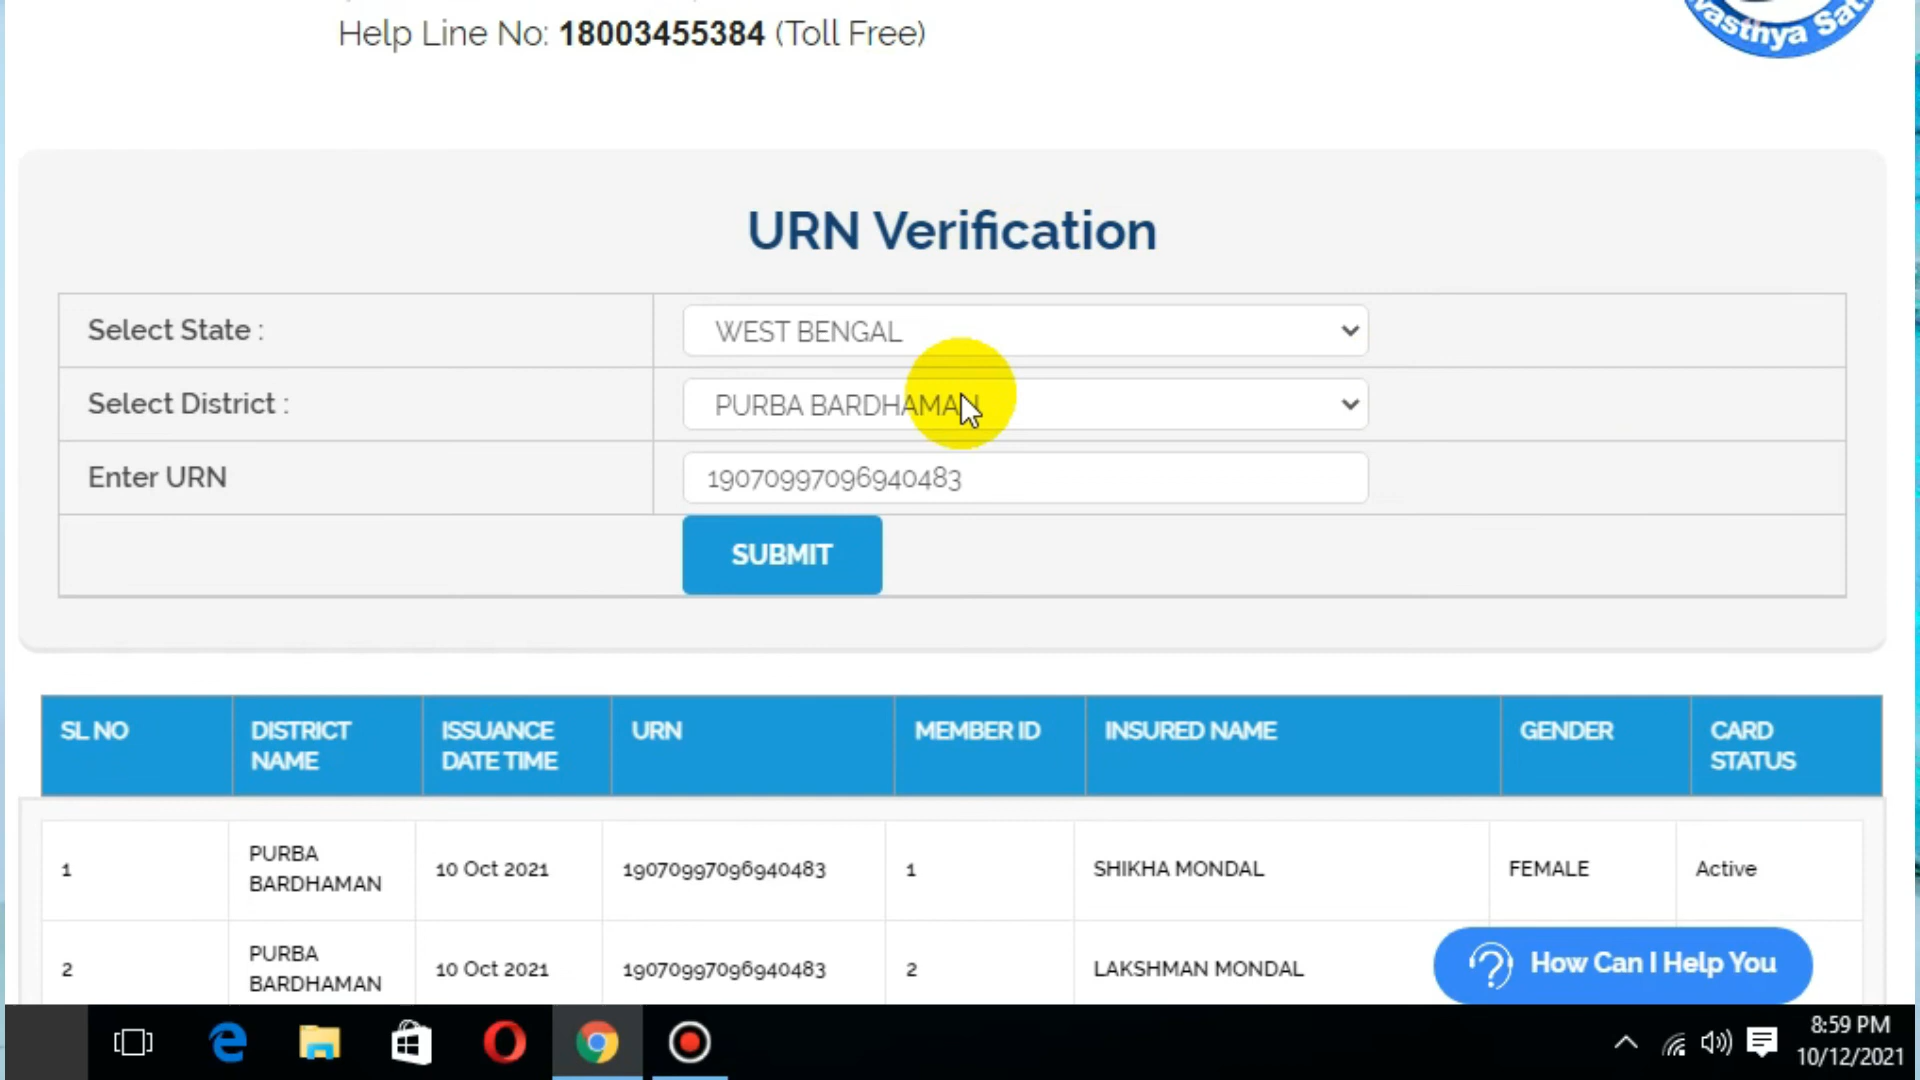 Help Line No: 18003455384 (Toll Free)
URN Verification
Select State :
WEST BENGAL
Select District :
PURBA BARDHAMAN
Enter URN
19070997096940483
SUBMIT
SL NO
DISTRICT NAME
ISSUANCE DATE TIME
URN
MEMBER ID
INSURED NAME
GENDER
CARD STATUS
1
PURBA BARDHAMAN
10 Oct 2021
19070997096940483
1
SHIKHA MONDAL
FEMALE
Active
2
PURBA BARDHAMAN
10 Oct 2021
19070997096940483
2
LAKSHMAN MONDAL
How Can I Help You
8:59 PM
10/12/2021